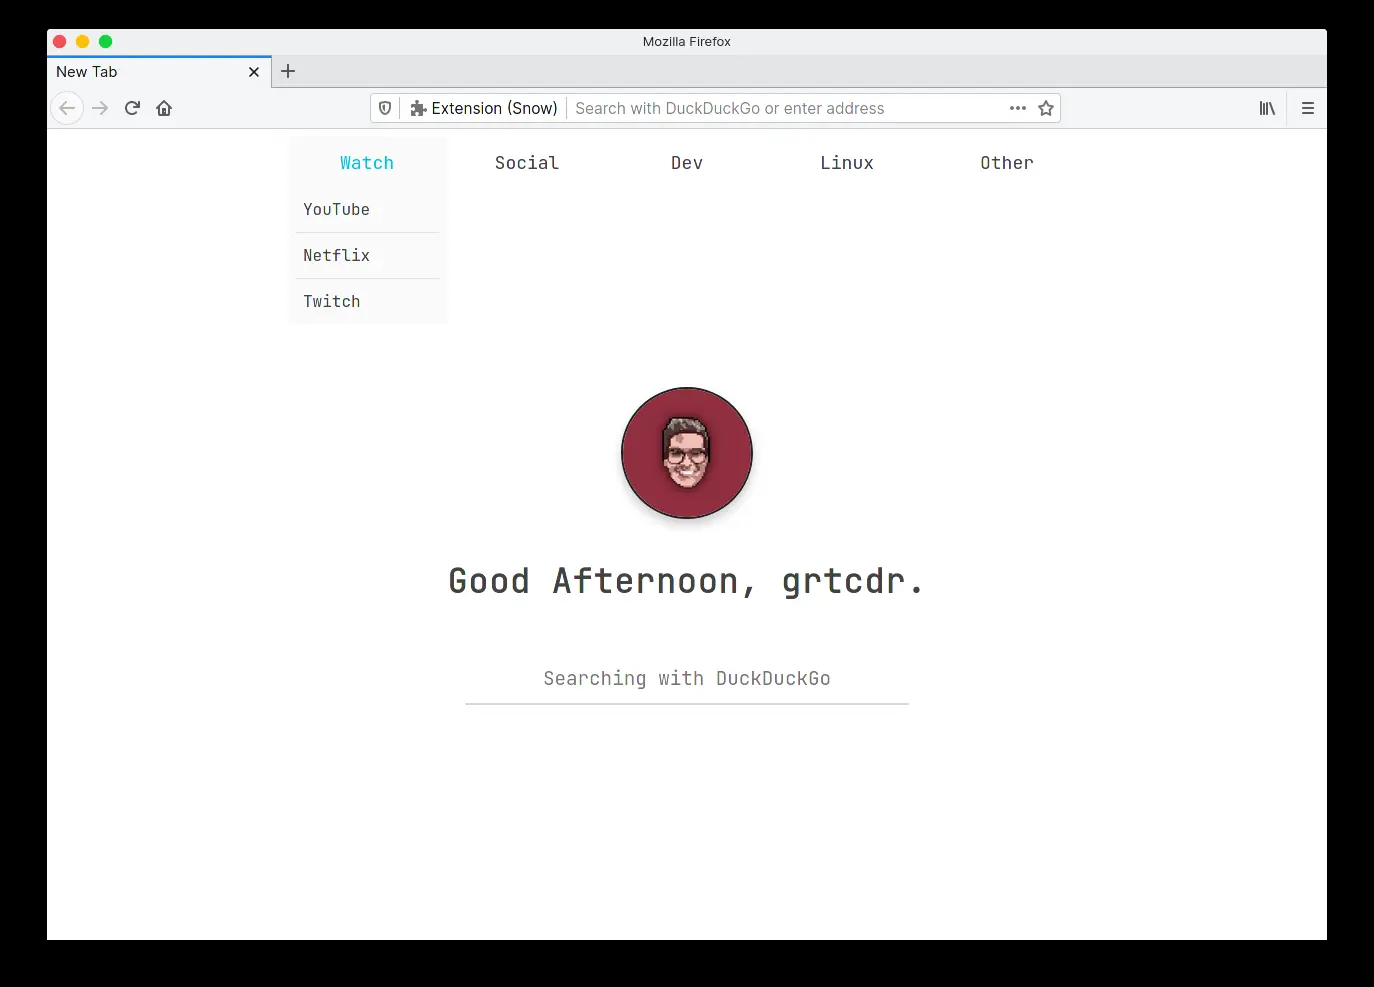 Mozilla Firefox
New Tab
Extension (Snow) Search with DuckDuckGo or enter address
Watch Social Dev Linux Other
YouTube
Netflix
Twitch
Good Afternoon, grtcdr.
Searching with DuckDuckGo